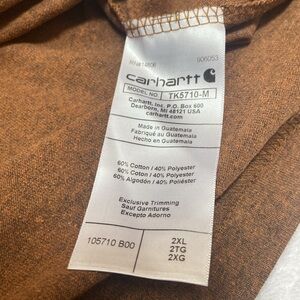 906053
carhartt
MODEL NO TK5710-M
Carhartt, Inc. P.O. Box 600
Dearborn, MI 48121 USA
carhartt.com
Made in Guatemala
Fabriqué au Guatemala
Hecho en Guatemala
60% Cotton / 40% Polyester
60% Coton / 40% Polyester
60% Algodón / 40% Poliéster
Exclusive Trimming
Sauf Garnitures
Excepto Adorno
105710 B00
2XL
2TG
2XG